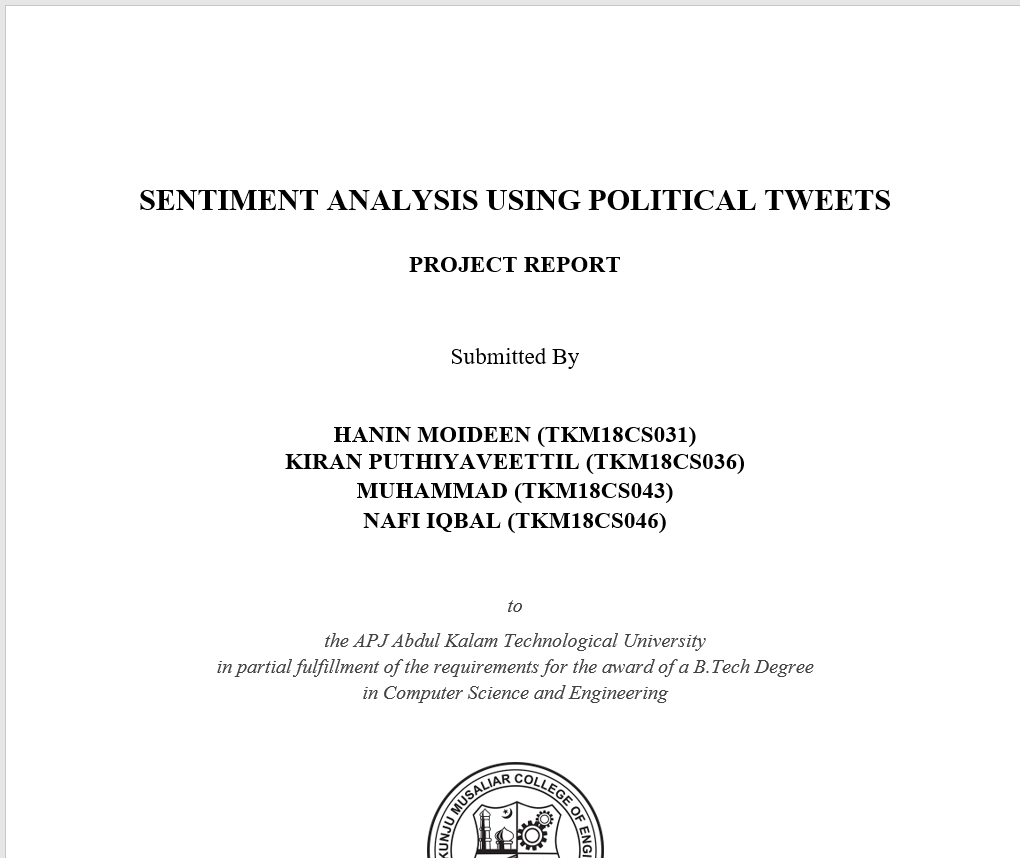 SENTIMENT ANALYSIS USING POLITICAL TWEETS
PROJECT REPORT
Submitted By
HANIN MOIDEEN (TKM18CS031)
KIRAN PUTHIYAVEETTIL (TKM18CS036)
MUHAMMAD (TKM18CS043)
NAFI IQBAL (TKM18CS046)
to
the APJ Abdul Kalam Technological University
in partial fulfillment of the requirements for the award of a B.Tech Degree
in Computer Science and Engineering
KUNJU MUSALIAR COLLEGE OF ENGI